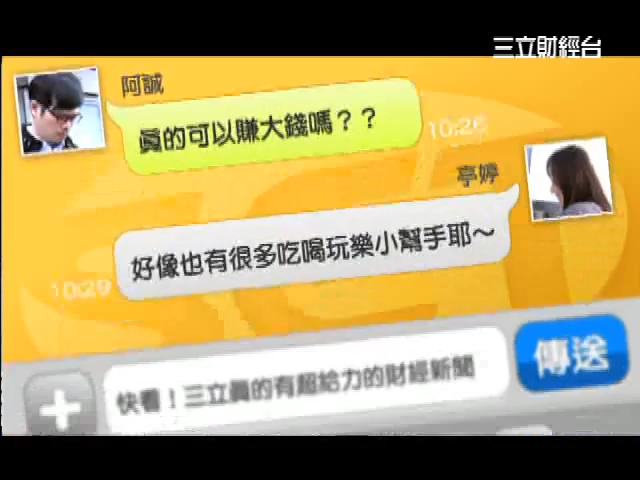 三立財經台
阿誠
真的可以賺大錢嗎？？
10:26
亭婷
好像也有很多吃喝玩樂小幫手耶～
10:29
快看！三立真的有超給力的財經新聞
傳送